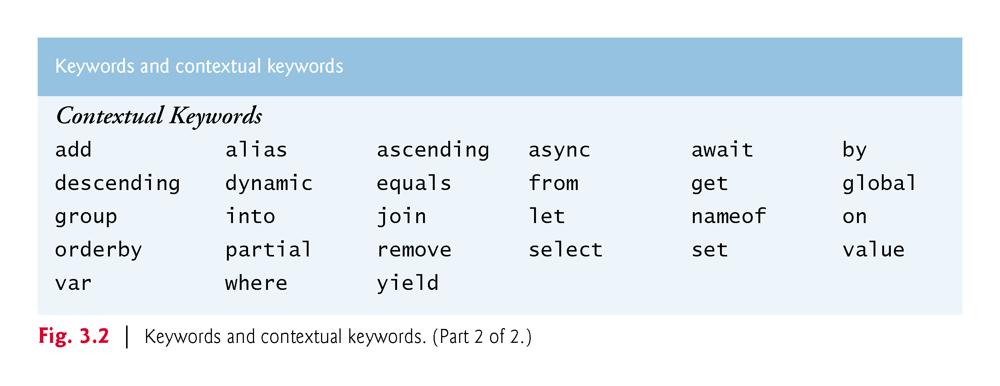 Keywords and contextual keywords
Contextual Keywords
add alias ascending async await by
descending dynamic equals from get global
group into join let nameof on
orderby partial remove select set value
var where yield
Fig. 3.2 | Keywords and contextual keywords. (Part 2 of 2.)